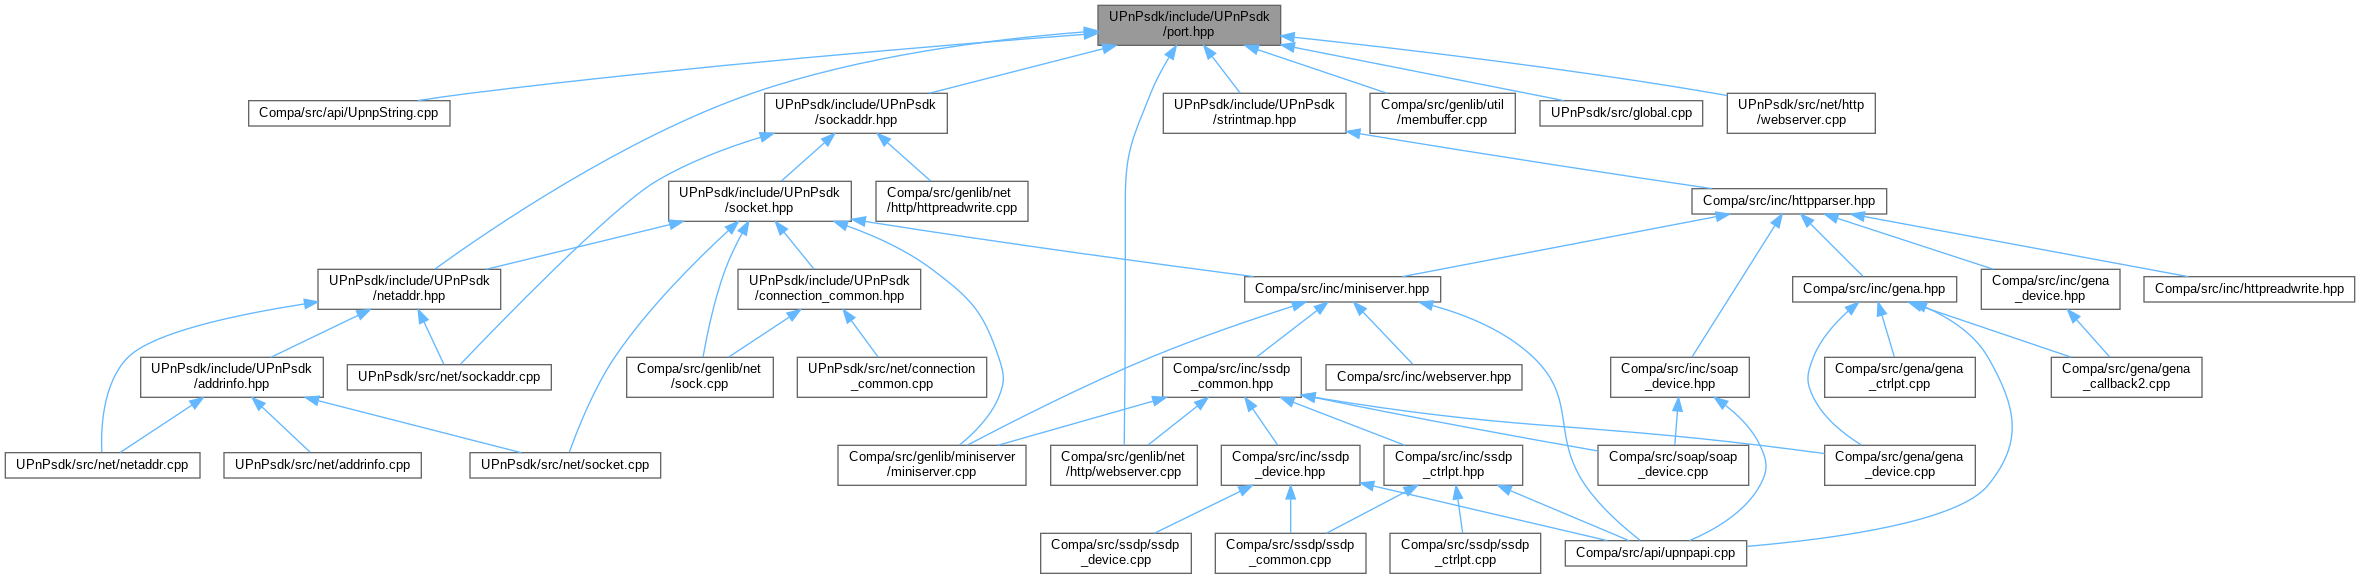 UPnPsdk/include/UPnPsdk
/port.hpp
Compa/src/api/UpnpString.cpp
UPnPsdk/include/UPnPsdk
/sockaddr.hpp
UPnPsdk/include/UPnPsdk
/strintmap.hpp
Compa/src/genlib/util
/membuffer.cpp
UPnPsdk/src/global.cpp
UPnPsdk/src/net/http
/webserver.cpp
UPnPsdk/include/UPnPsdk
/socket.hpp
Compa/src/genlib/net
/http/httpreadwrite.cpp
Compa/src/inc/httpparser.hpp
UPnPsdk/include/UPnPsdk
/netaddr.hpp
UPnPsdk/include/UPnPsdk
/connection_common.hpp
Compa/src/inc/miniserver.hpp
Compa/src/inc/gena.hpp
Compa/src/inc/gena
_device.hpp
Compa/src/inc/httpreadwrite.hpp
UPnPsdk/include/UPnPsdk
/addrinfo.hpp
UPnPsdk/src/net/sockaddr.cpp
Compa/src/genlib/net
/sock.cpp
UPnPsdk/src/net/connection
_common.cpp
Compa/src/inc/ssdp
_common.hpp
Compa/src/inc/webserver.hpp
Compa/src/inc/soap
_device.hpp
Compa/src/gena/gena
_ctrlpt.cpp
Compa/src/gena/gena
_callback2.cpp
UPnPsdk/src/net/netaddr.cpp
UPnPsdk/src/net/addrinfo.cpp
UPnPsdk/src/net/socket.cpp
Compa/src/genlib/miniserver
/miniserver.cpp
Compa/src/genlib/net
/http/webserver.cpp
Compa/src/inc/ssdp
_device.hpp
Compa/src/inc/ssdp
_ctrlpt.hpp
Compa/src/soap/soap
_device.cpp
Compa/src/gena/gena
_device.cpp
Compa/src/ssdp/ssdp
_device.cpp
Compa/src/ssdp/ssdp
_common.cpp
Compa/src/ssdp/ssdp
_ctrlpt.cpp
Compa/src/api/upnpapi.cpp